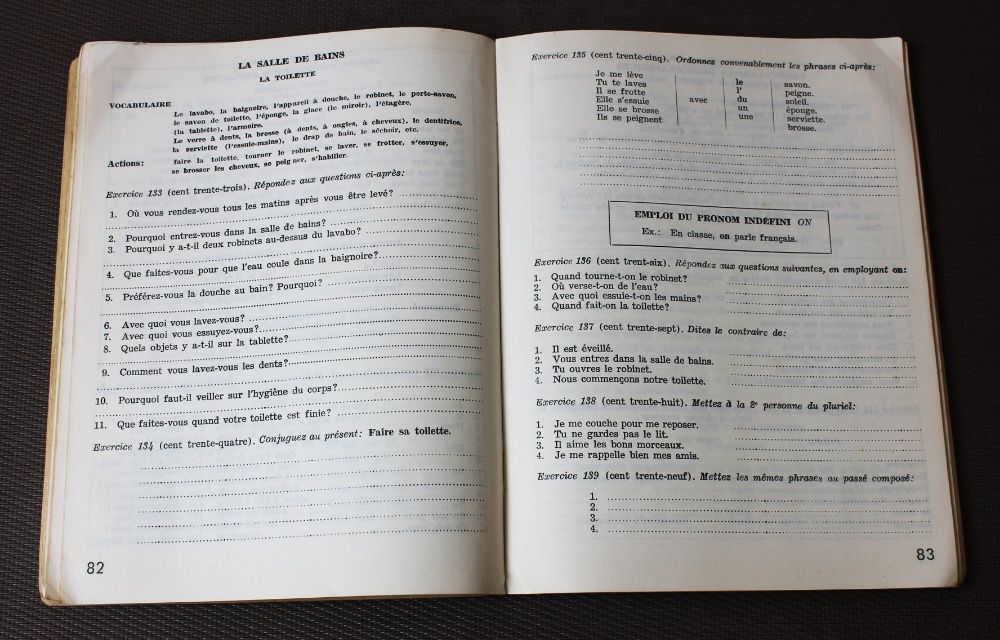 LA SALLE DE BAINS
LA TOILETTE
VOCABULAIRE
Le lavabo, la baignoire, l'appareil à douche, le robinet, le porte-savon,
le savon de toilette, l'éponge, la glace (le miroir), l'étagère,
(la tablette), l'armoire.
Le verre à dents, la brosse (à dents, à ongles, à cheveux), le dentifrice,
la serviette (l'essuie-mains), le drap de bain, le séchoir, etc.
Actions: faire la toilette, tourner le robinet, se laver, se frotter, s'essuyer,
se brosser les cheveux, se peigner, s'habiller.
Exercice 133 (cent trente-trois). Répondez aux questions ci-après:
1. Où vous rendez-vous tous les matins après vous être levé?
2. Pourquoi entrez-vous dans la salle de bains?
3. Pourquoi y a-t-il deux robinets au-dessus du lavabo?
4. Que faites-vous pour que l'eau coule dans la baignoire?
5. Préférez-vous la douche au bain? Pourquoi?
6. Avec quoi vous lavez-vous?
7. Avec quoi vous essuyez-vous?
8. Quels objets y a-t-il sur la tablette?
9. Comment vous lavez-vous les dents?
10. Pourquoi faut-il veiller sur l'hygiène du corps?
11. Que faites-vous quand votre toilette est finie?
Exercice 134 (cent trente-quatre). Conjuguez au présent: Faire sa toilette.
82
Exercice 135 (cent trente-cinq). Ordonnez convenablement les phrases ci-après:
Je me lève
Tu te laves le savon.
Il se frotte l' peigne.
Elle s'essuie avec du soleil.
Elle se brosse un éponge.
Ils se peignent une serviette.
brosse.
EMPLOI DU PRONOM INDÉFINI ON
Ex.: En classe, on parle français.
Exercice 136 (cent trent-six). Répondez aux questions suivantes, en employant on:
1. Quand tourne-t-on le robinet?
2. Où verse-t-on de l'eau?
3. Avec quoi essuie-t-on les mains?
4. Quand fait-on la toilette?
Exercice 137 (cent trente-sept). Dites le contraire de:
1. Il est éveillé.
2. Vous entrez dans la salle de bains.
3. Tu ouvres le robinet.
4. Nous commençons notre toilette.
Exercice 138 (cent trente-huit). Mettez à la 2e personne du pluriel:
1. Je me couche pour me reposer.
2. Tu ne gardes pas le lit.
3. Il aime les bons morceaux.
4. Je me rappelle bien mes amis.
Exercice 139 (cent trente-neuf). Mettez les mêmes phrases au passé composé:
1.
2.
3.
4.
83